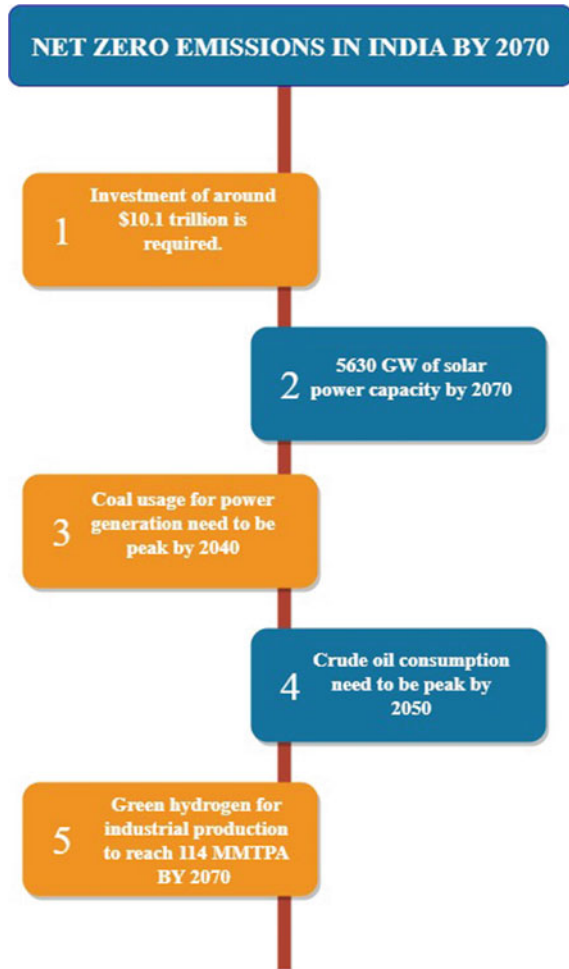 NET ZERO EMISSIONS IN INDIA BY 2070
1
Investment of around
$10.1 trillion is
required.
2
5630 GW of solar
power capacity by 2070
3
Coal usage for power
generation need to be
peak by 2040
4
Crude oil consumption
need to be peak by
2050
5
Green hydrogen for
industrial production
to reach 114 MMTPA
BY 2070